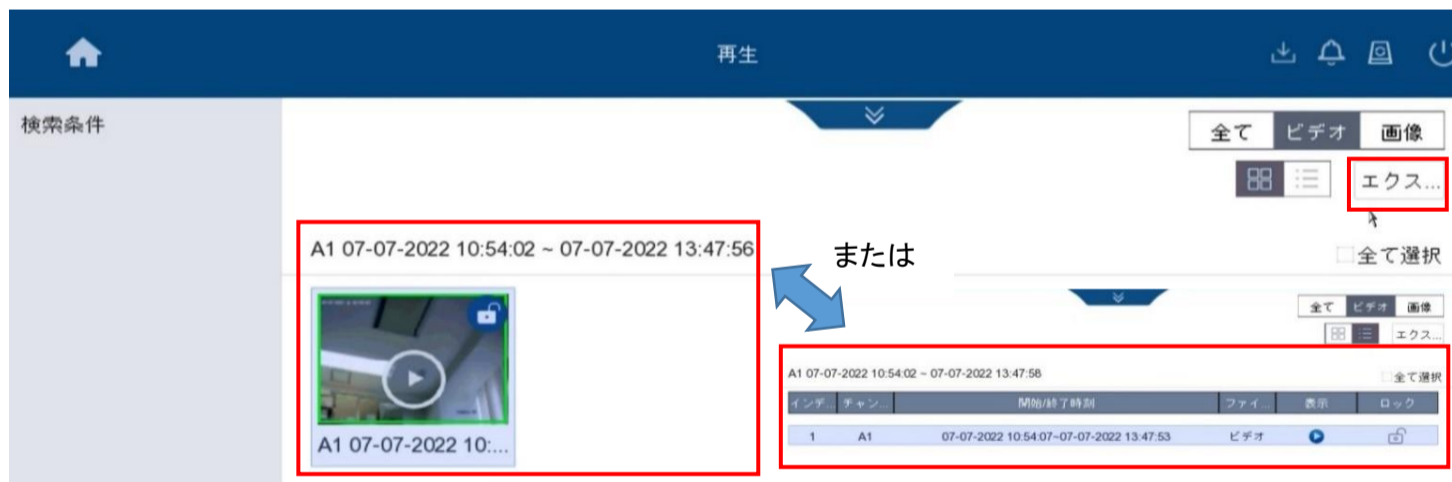 再生
検索条件
全て ビデオ 画像
エクス...
A1 07-07-2022 10:54:02 ~ 07-07-2022 13:47:56
または
全て選択
A1 07-07-2022 10:...
全て ビデオ 画像
エクス...
A1 07-07-2022 10:54:02 ~ 07-07-2022 13:47:58
全て選択
インデ... チャン... 開始/終了時刻 ファイ... 表示 ロック
1 A1 07-07-2022 10:54:07~07-07-2022 13:47:53 ビデオ